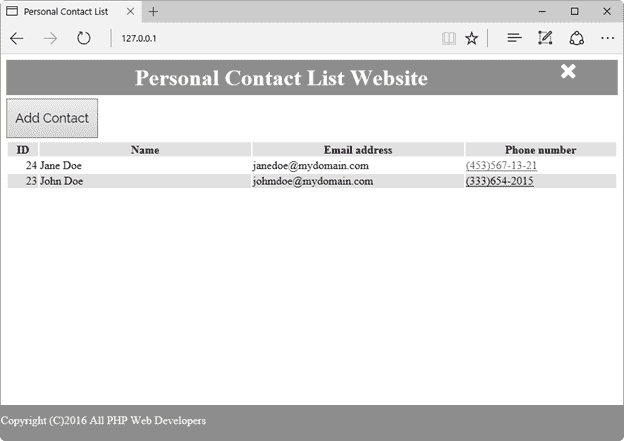 Personal Contact List
127.0.0.1
Personal Contact List Website
Add Contact
ID Name Email address Phone number
24 Jane Doe janedoe@mydomain.com (453)567-13-21
23 John Doe johmdoe@mydomain.com (333)654-2015
Copyright (C)2016 All PHP Web Developers